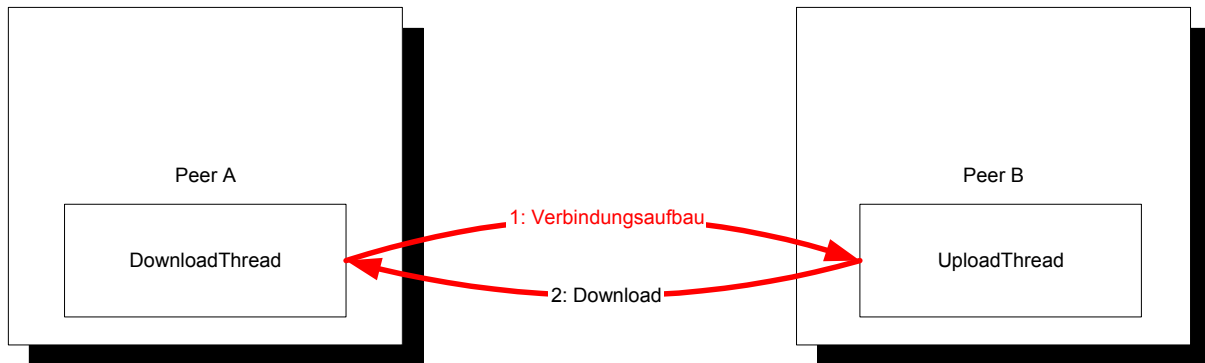 Peer A
Peer B
1: Verbindungsaufbau
DownloadThread
UploadThread
2: Download